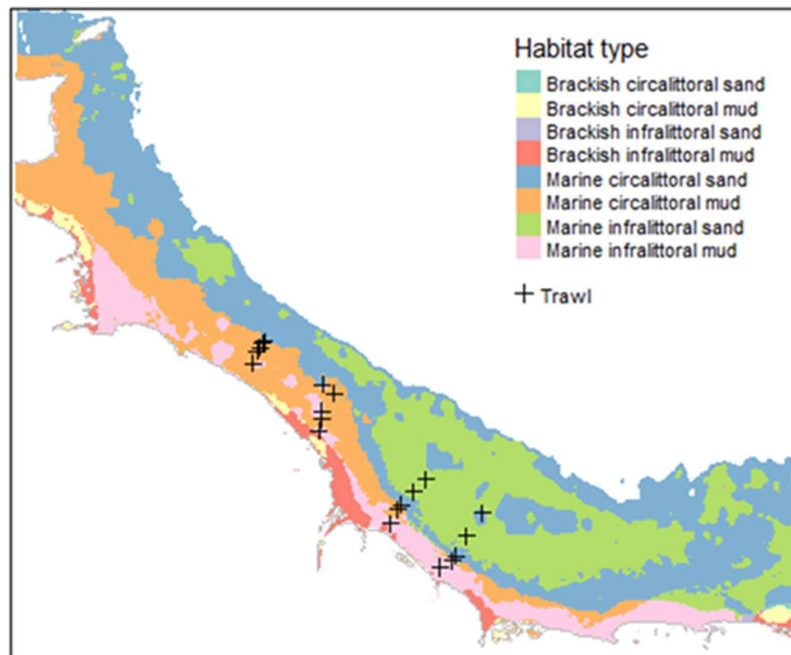 Habitat type
Brackish circalittoral sand
Brackish circalittoral mud
Brackish infralittoral sand
Brackish infralittoral mud
Marine circalittoral sand
Marine circalittoral mud
Marine infralittoral sand
Marine infralittoral mud
Trawl